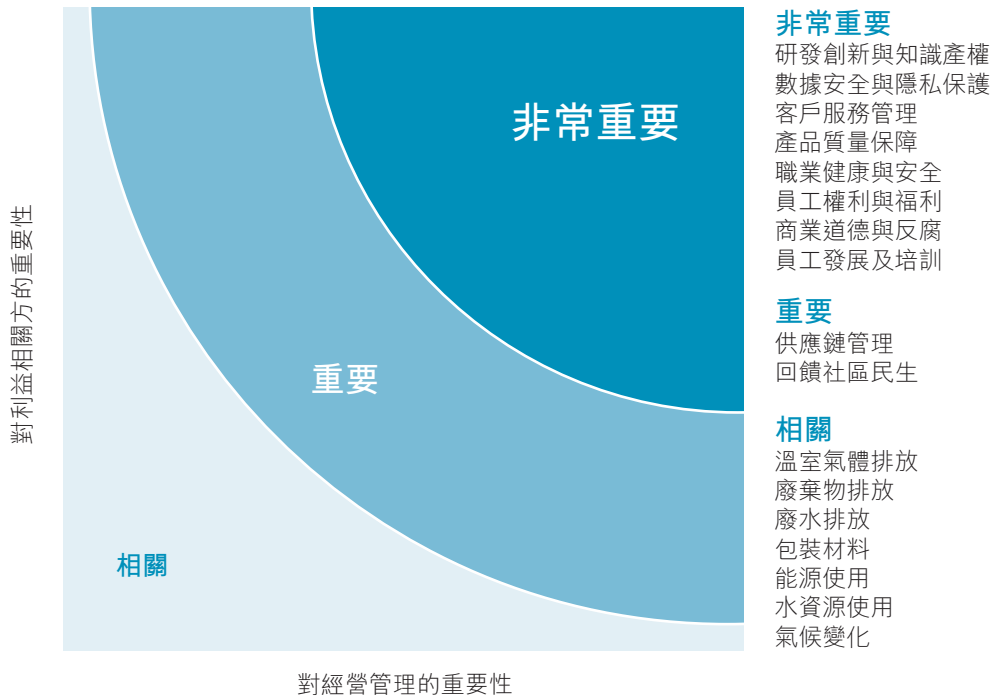 對利益相關方的重要性
非常重要
重要
相關
對經營管理的重要性
非常重要
研發創新與知識產權
數據安全與隱私保護
客戶服務管理
產品質量保障
職業健康與安全
員工權利與福利
商業道德與反腐
員工發展及培訓
重要
供應鏈管理
回饋社區民生
相關
溫室氣體排放
廢棄物排放
廢水排放
包裝材料
能源使用
水資源使用
氣候變化